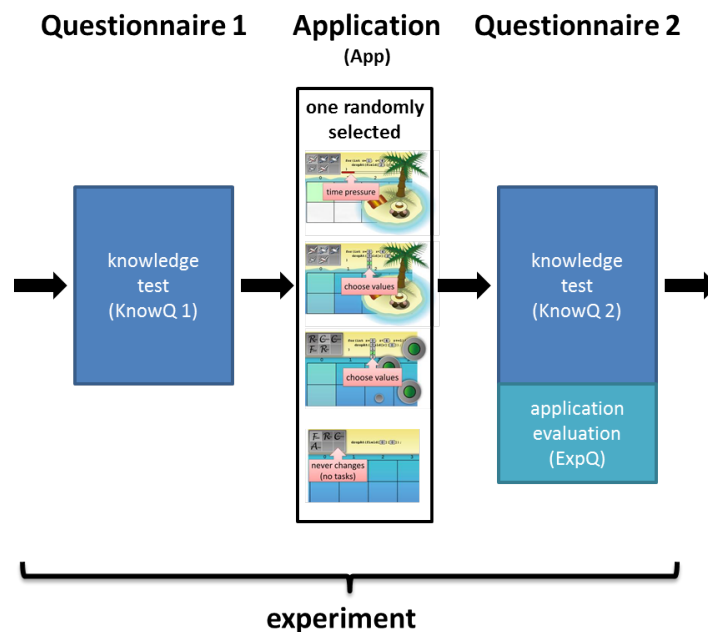 Questionnaire 1
Application
(App)
Questionnaire 2
one randomly
selected
time pressure
0
choose values
choose values
never changes
(no tasks)
knowledge
test
(KnowQ 1)
knowledge
test
(KnowQ 2)
application
evaluation
(ExpQ)
experiment